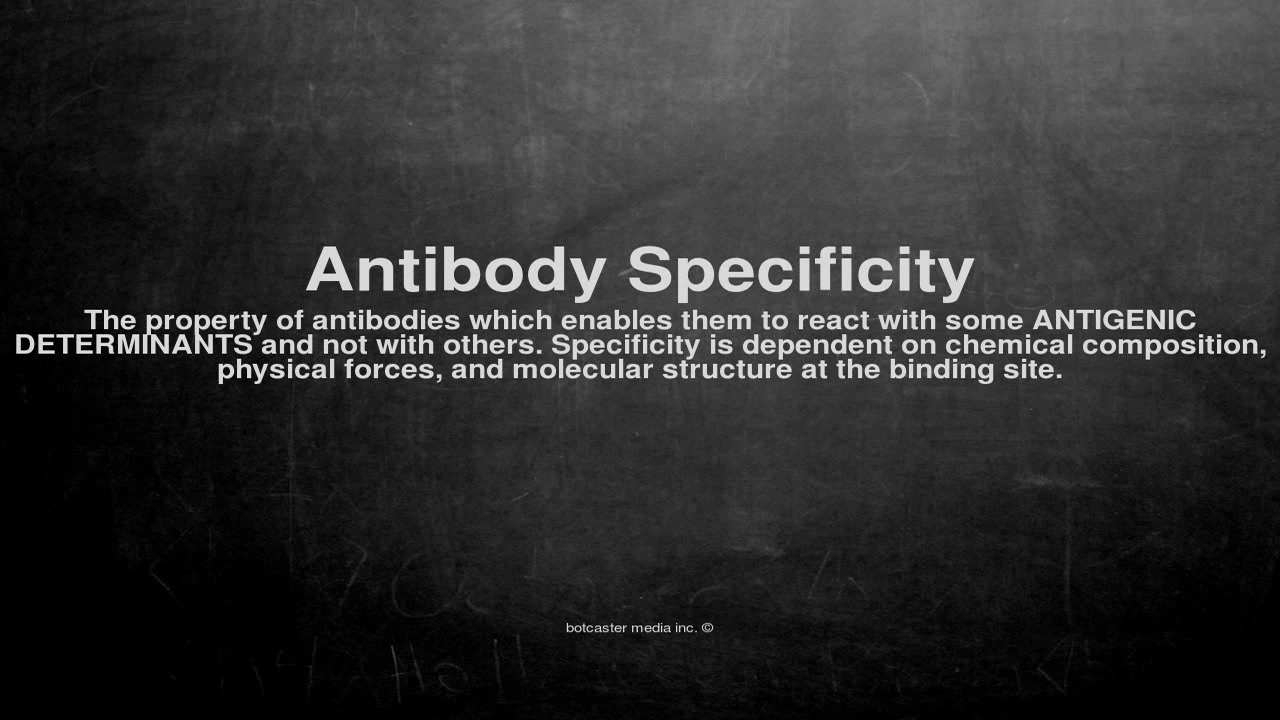 Antibody Specificity
The property of antibodies which enables them to react with some ANTIGENIC
DETERMINANTS and not with others. Specificity is dependent on chemical composition,
physical forces, and molecular structure at the binding site.
botcaster media inc. ©